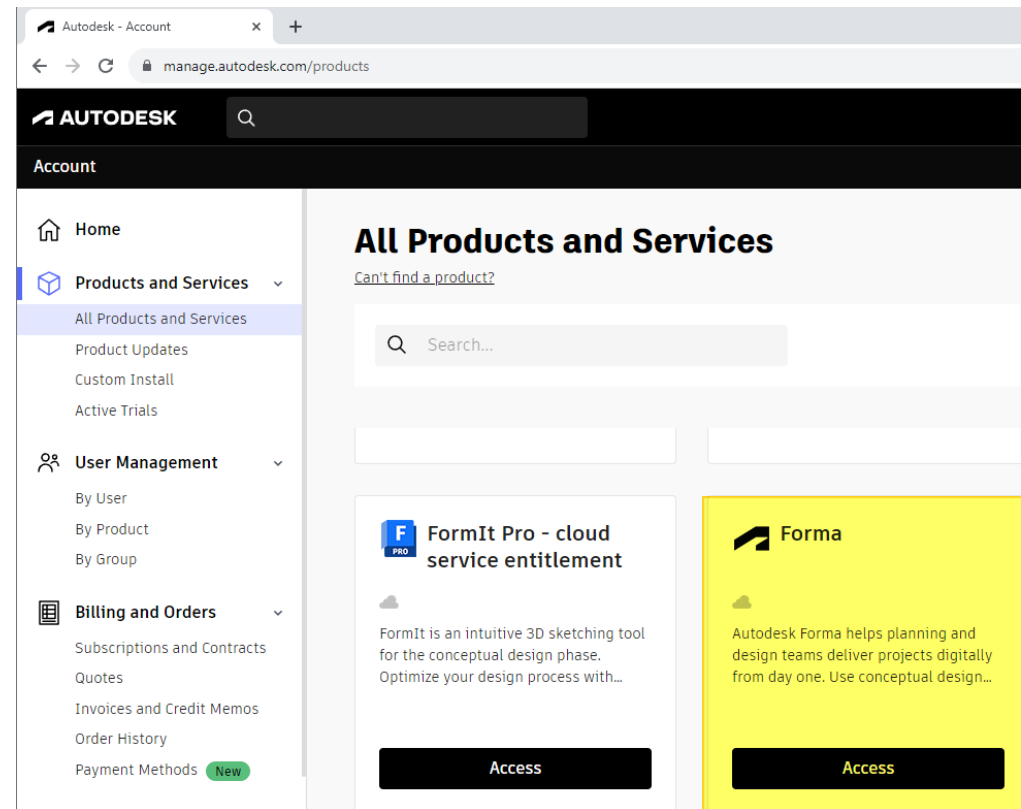 Autodesk - Account
manage.autodesk.com/products
AUTODESK
Account
Home
Products and Services
All Products and Services
Product Updates
Custom Install
Active Trials
User Management
By User
By Product
By Group
Billing and Orders
Subscriptions and Contracts
Quotes
Invoices and Credit Memos
Order History
Payment Methods New
All Products and Services
Can't find a product?
Search...
F
PRO
FormIt Pro - cloud
service entitlement
FormIt is an intuitive 3D sketching tool
for the conceptual design phase.
Optimize your design process with...
Access
Forma
Autodesk Forma helps planning and
design teams deliver projects digitally
from day one. Use conceptual design...
Access